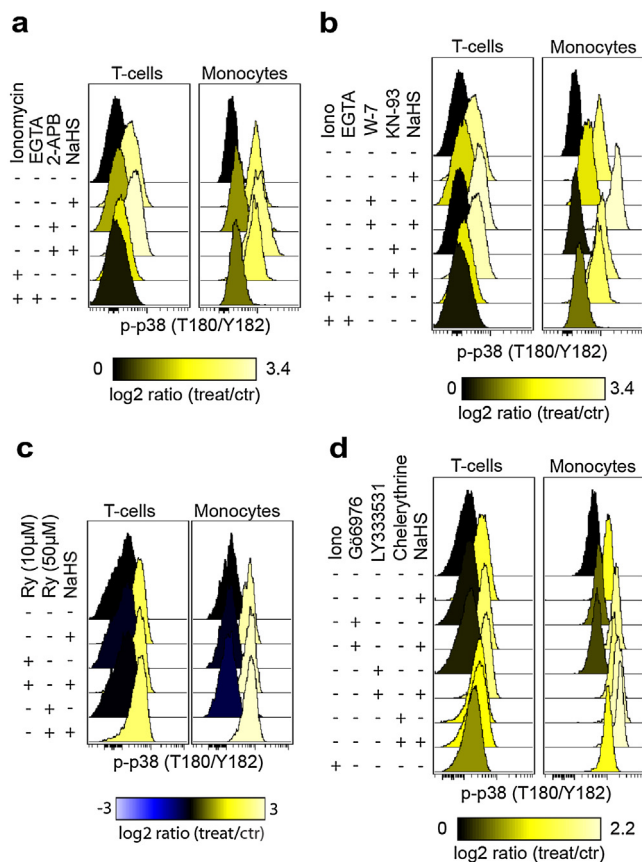 a
T-cells Monocytes
Ionomycin
EGTA
2-APB
NaHS
- - - -
- - - +
- - + -
- - + +
+ - - -
+ + - -
p-p38 (T180/Y182)
0 3.4
log2 ratio (treat/ctr)
b
T-cells Monocytes
Iono
EGTA
W-7
KN-93
NaHS
- - - - -
- - - - +
- - + - -
- - + - +
- - - + -
- - - + +
+ - - - -
+ + - - -
p-p38 (T180/Y182)
0 3.4
log2 ratio (treat/ctr)
c
T-cells Monocytes
Ry (10µM)
Ry (50µM)
NaHS
- - -
- - +
+ - -
+ - +
- + -
- + +
p-p38 (T180/Y182)
-3 3
log2 ratio (treat/ctr)
d
T-cells Monocytes
Iono
Gö6976
LY333531
Chelerythrine
NaHS
- - - - -
- - - - +
- + - - -
- + - - +
- - + - -
- - + - +
- - - + -
- - - + +
+ - - - -
p-p38 (T180/Y182)
0 2.2
log2 ratio (treat/ctr)